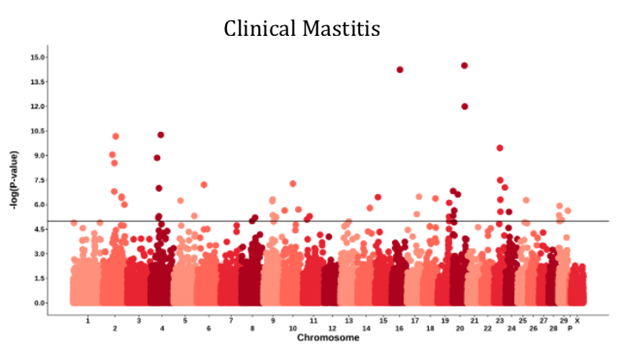 Clinical Mastitis
15.0
13.5
12.0
10.5
9.0
7.5
6.0
4.5
3.0
1.5
0.0
-log(P-value)
1 3 5 7 9 11 13 15 17 19 21 23 25 27 29 X
2 4 6 8 10 12 14 16 18 20 22 24 26 28 P
Chromosome